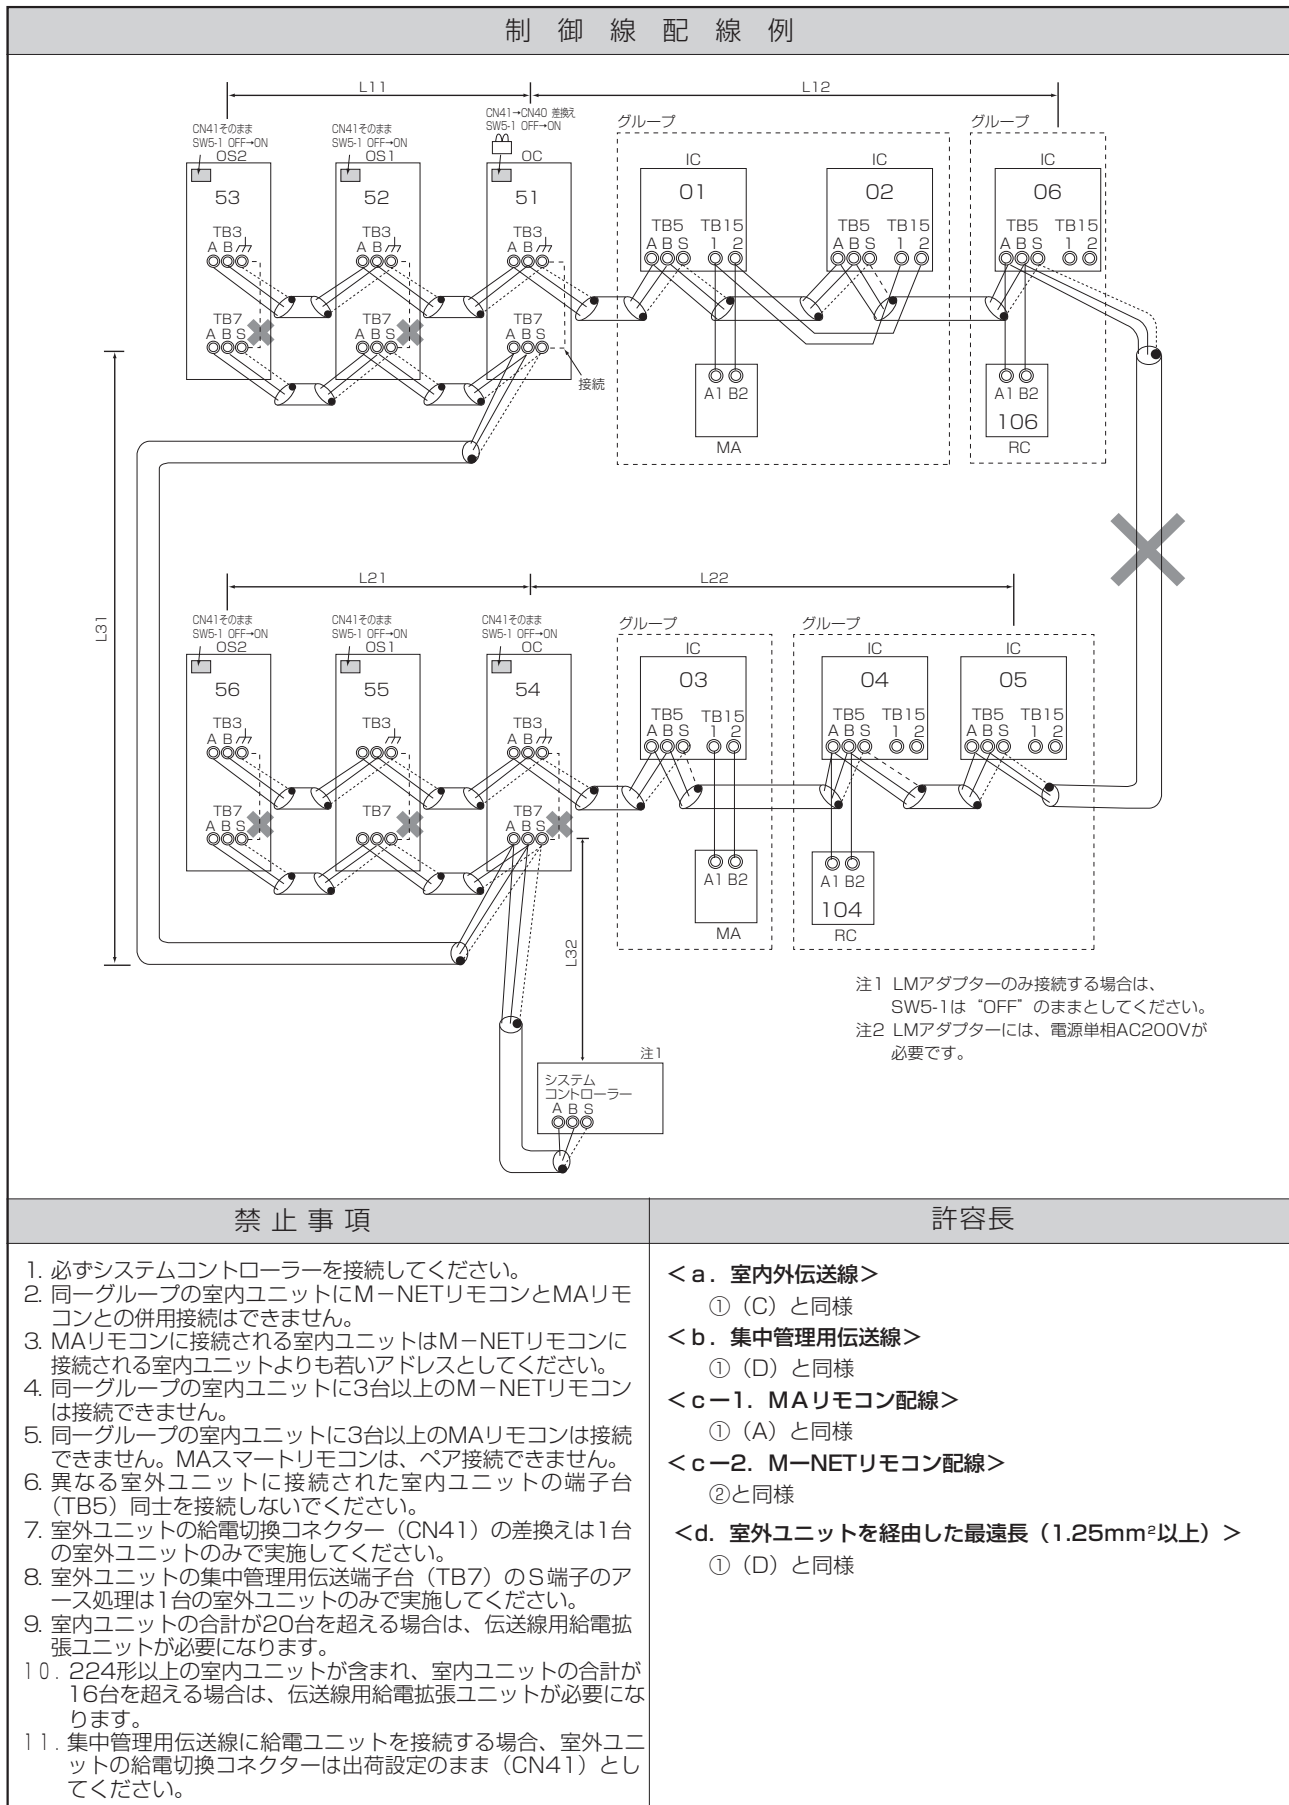 制御線配線例
L11
L12
CN41→CN40 差換え
SW5-1 OFF→ON
CN41そのまま
SW5-1 OFF→ON
OS2
CN41そのまま
SW5-1 OFF→ON
OS1
OC
グループ
グループ
IC
IC
IC
53
52
51
01
02
06
TB3
A B
TB3
A B
TB3
A B
TB5 TB15
A B S 1 2
TB5 TB15
A B S 1 2
TB5 TB15
A B S 1 2
TB7
A B S
TB7
A B S
TB7
A B S
接続
A1 B2
MA
A1 B2
106
RC
L31
L21
L22
CN41そのまま
SW5-1 OFF→ON
OS2
CN41そのまま
SW5-1 OFF→ON
OS1
CN41そのまま
SW5-1 OFF→ON
OC
グループ
グループ
IC
IC
IC
56
55
54
03
04
05
TB3
A B
TB3
TB3
A B
TB5 TB15
A B S 1 2
TB5 TB15
A B S 1 2
TB5 TB15
A B S 1 2
TB7
A B S
TB7
TB7
A B S
A1 B2
MA
A1 B2
104
RC
L32
注1 LMアダプターのみ接続する場合は、
SW5-1は“OFF”のままとしてください。
注2 LMアダプターには、電源単相AC200Vが
必要です。
注1
システム
コントローラー
A B S
禁止事項
1. 必ずシステムコントローラーを接続してください。
2. 同一グループの室内ユニットにM－NETリモコンとMAリモ
コンとの併用接続はできません。
3. MAリモコンに接続される室内ユニットはM－NETリモコンに
接続される室内ユニットよりも若いアドレスとしてください。
4. 同一グループの室内ユニットに3台以上のM－NETリモコン
は接続できません。
5. 同一グループの室内ユニットに3台以上のMAリモコンは接続
できません。MAスマートリモコンは、ペア接続できません。
6. 異なる室外ユニットに接続された室内ユニットの端子台
（TB5）同士を接続しないでください。
7. 室外ユニットの給電切換コネクター（CN41）の差換えは1台
の室外ユニットのみで実施してください。
8. 室外ユニットの集中管理用伝送端子台（TB7）のS端子のア
ース処理は1台の室外ユニットのみで実施してください。
9. 室内ユニットの合計が20台を超える場合は、伝送線用給電拡
張ユニットが必要になります。
10. 224形以上の室内ユニットが含まれ、室内ユニットの合計が
16台を超える場合は、伝送線用給電拡張ユニットが必要にな
ります。
11. 集中管理用伝送線に給電ユニットを接続する場合、室外ユニ
ットの給電切換コネクターは出荷設定のまま（CN41）とし
てください。
許容長
＜a．室内外伝送線＞
①（C）と同様
＜b．集中管理用伝送線＞
①（D）と同様
＜cー1．MAリモコン配線＞
①（A）と同様
＜cー2．MーNETリモコン配線＞
②と同様
＜d．室外ユニットを経由した最遠長（1.25mm²以上）＞
①（D）と同様